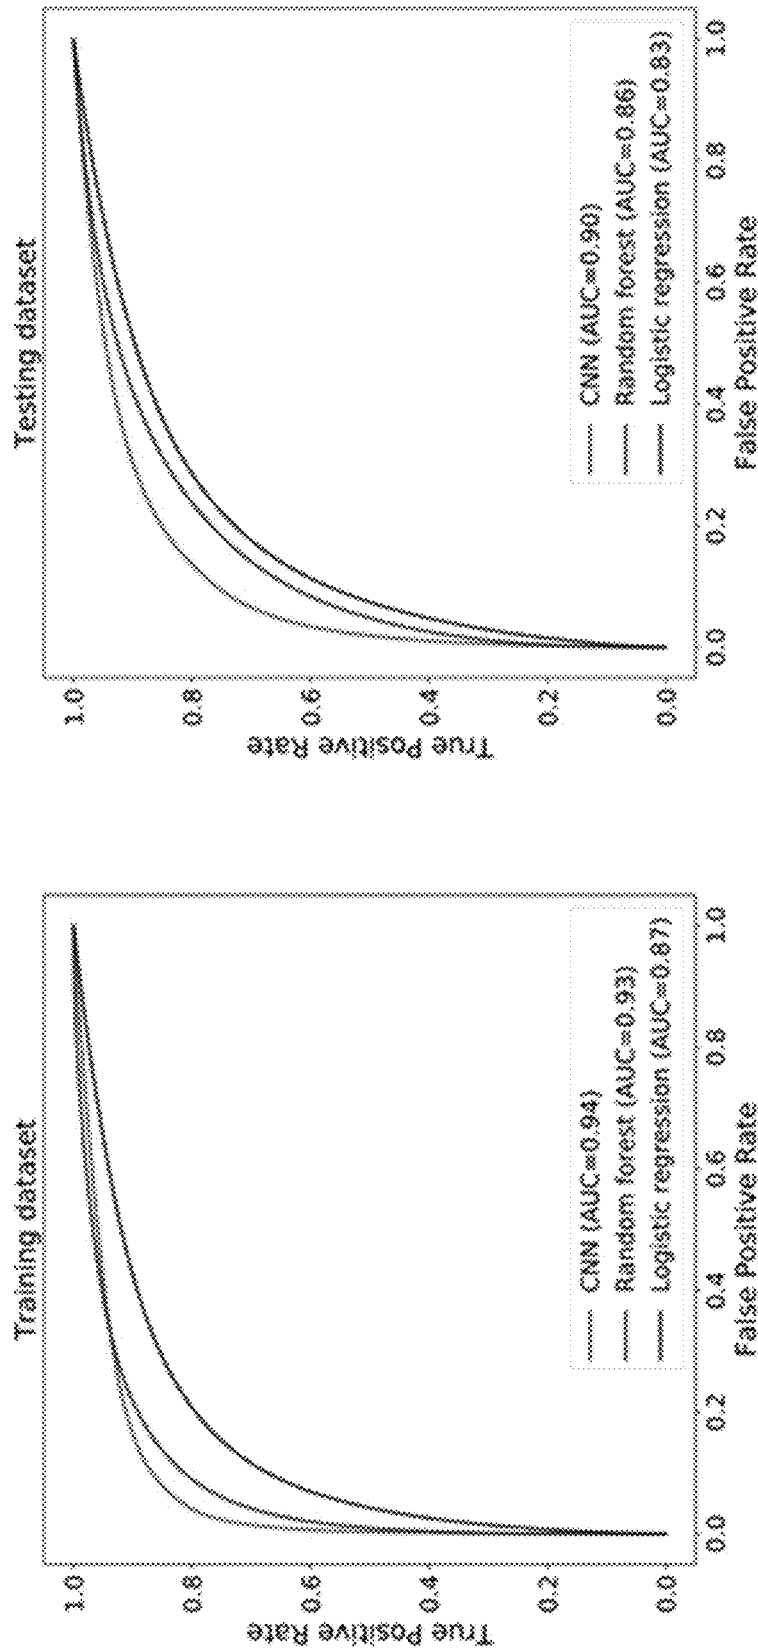 Training dataset
True Positive Rate
1.0
0.8
0.6
0.4
0.2
0.0
CNN (AUC=0.94)
Random forest (AUC=0.93)
Logistic regression (AUC=0.87)
0.0 0.2 0.4 0.6 0.8 1.0
False Positive Rate
Testing dataset
True Positive Rate
1.0
0.8
0.6
0.4
0.2
0.0
CNN (AUC=0.90)
Random forest (AUC=0.86)
Logistic regression (AUC=0.83)
0.0 0.2 0.4 0.6 0.8 1.0
False Positive Rate